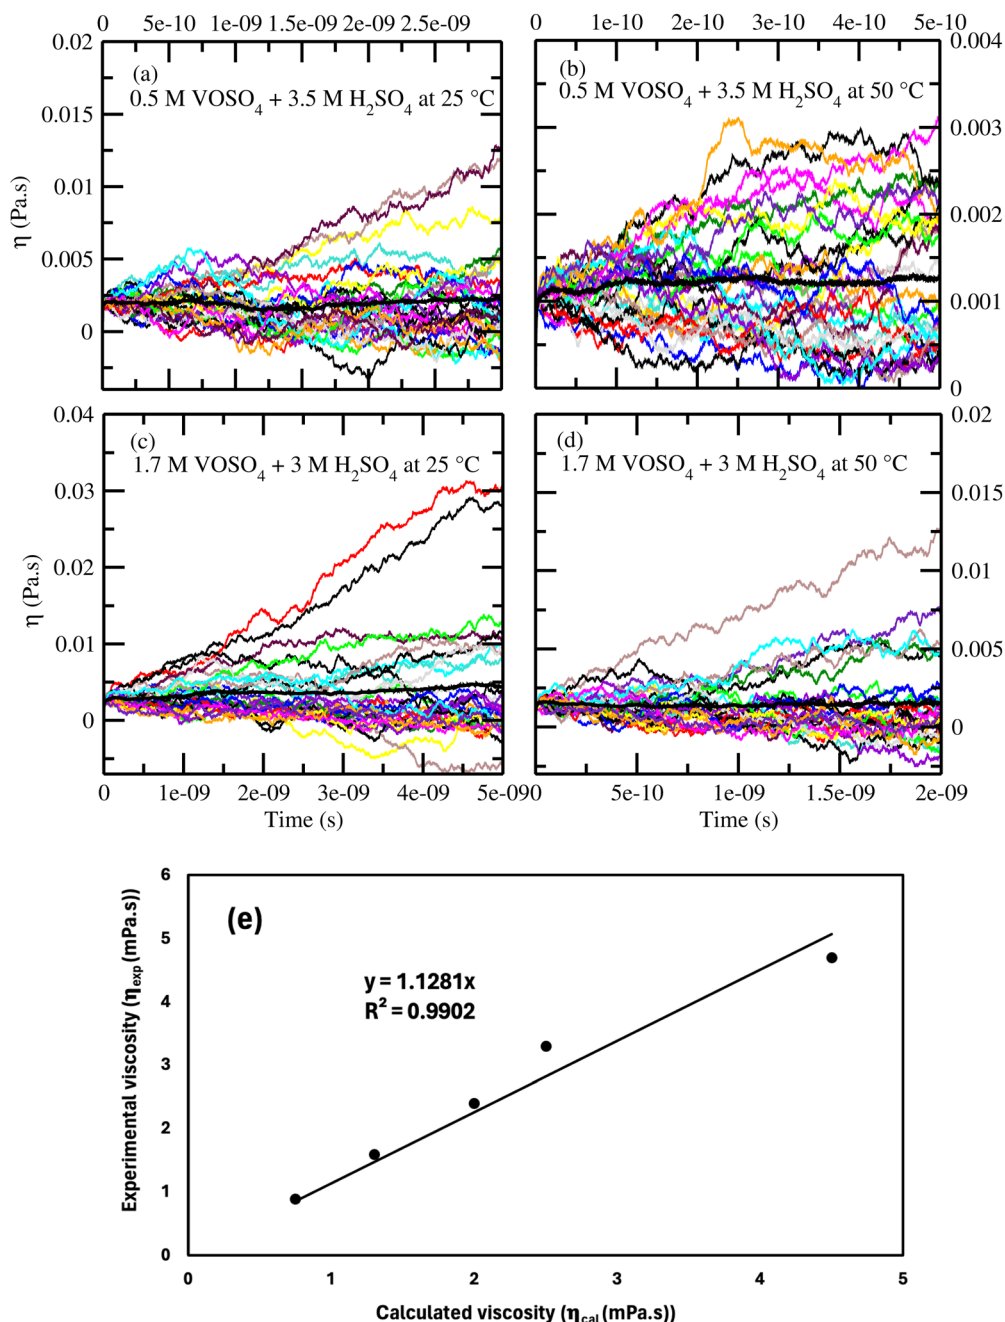 0 5e-10 1e-09 1.5e-09 2e-09 2.5e-09
0 1e-10 2e-10 3e-10 4e-10 5e-10
0.02
0.015
0.01
0.005
0
η (Pa.s)
(a)
0.5 M VOSO4 + 3.5 M H2SO4 at 25 °C
(b)
0.5 M VOSO4 + 3.5 M H2SO4 at 50 °C
0.004
0.003
0.002
0.001
0
0.04
0.03
0.02
0.01
0
η (Pa.s)
(c)
1.7 M VOSO4 + 3 M H2SO4 at 25 °C
(d)
1.7 M VOSO4 + 3 M H2SO4 at 50 °C
0.02
0.015
0.01
0.005
0
0 1e-09 2e-09 3e-09 4e-09 5e-09
0 5e-10 1e-09 1.5e-09 2e-09
Time (s)
Time (s)
6
5
4
3
2
1
0
Experimental viscosity (ηexp (mPa.s))
(e)
y = 1.1281x
R² = 0.9902
0 1 2 3 4 5
Calculated viscosity (ηcal (mPa.s))